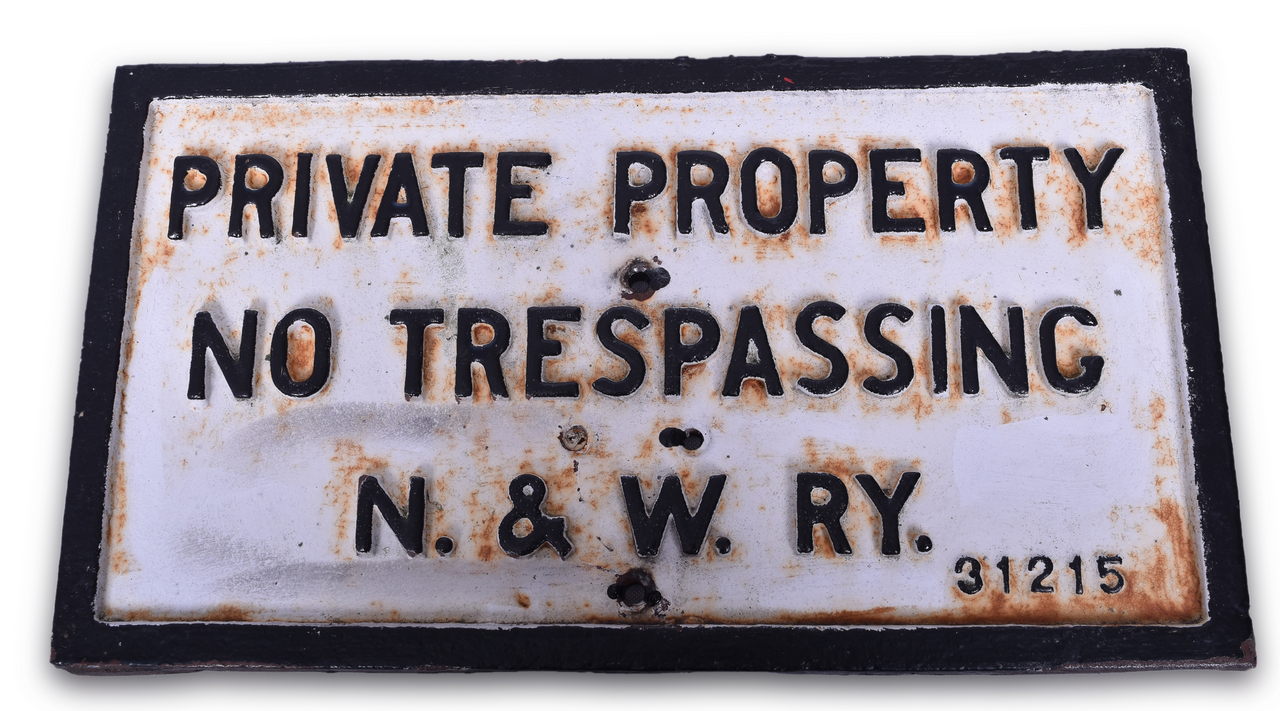 PRIVATE PROPERTY
NO TRESPASSING
N. & W. RY.
31215